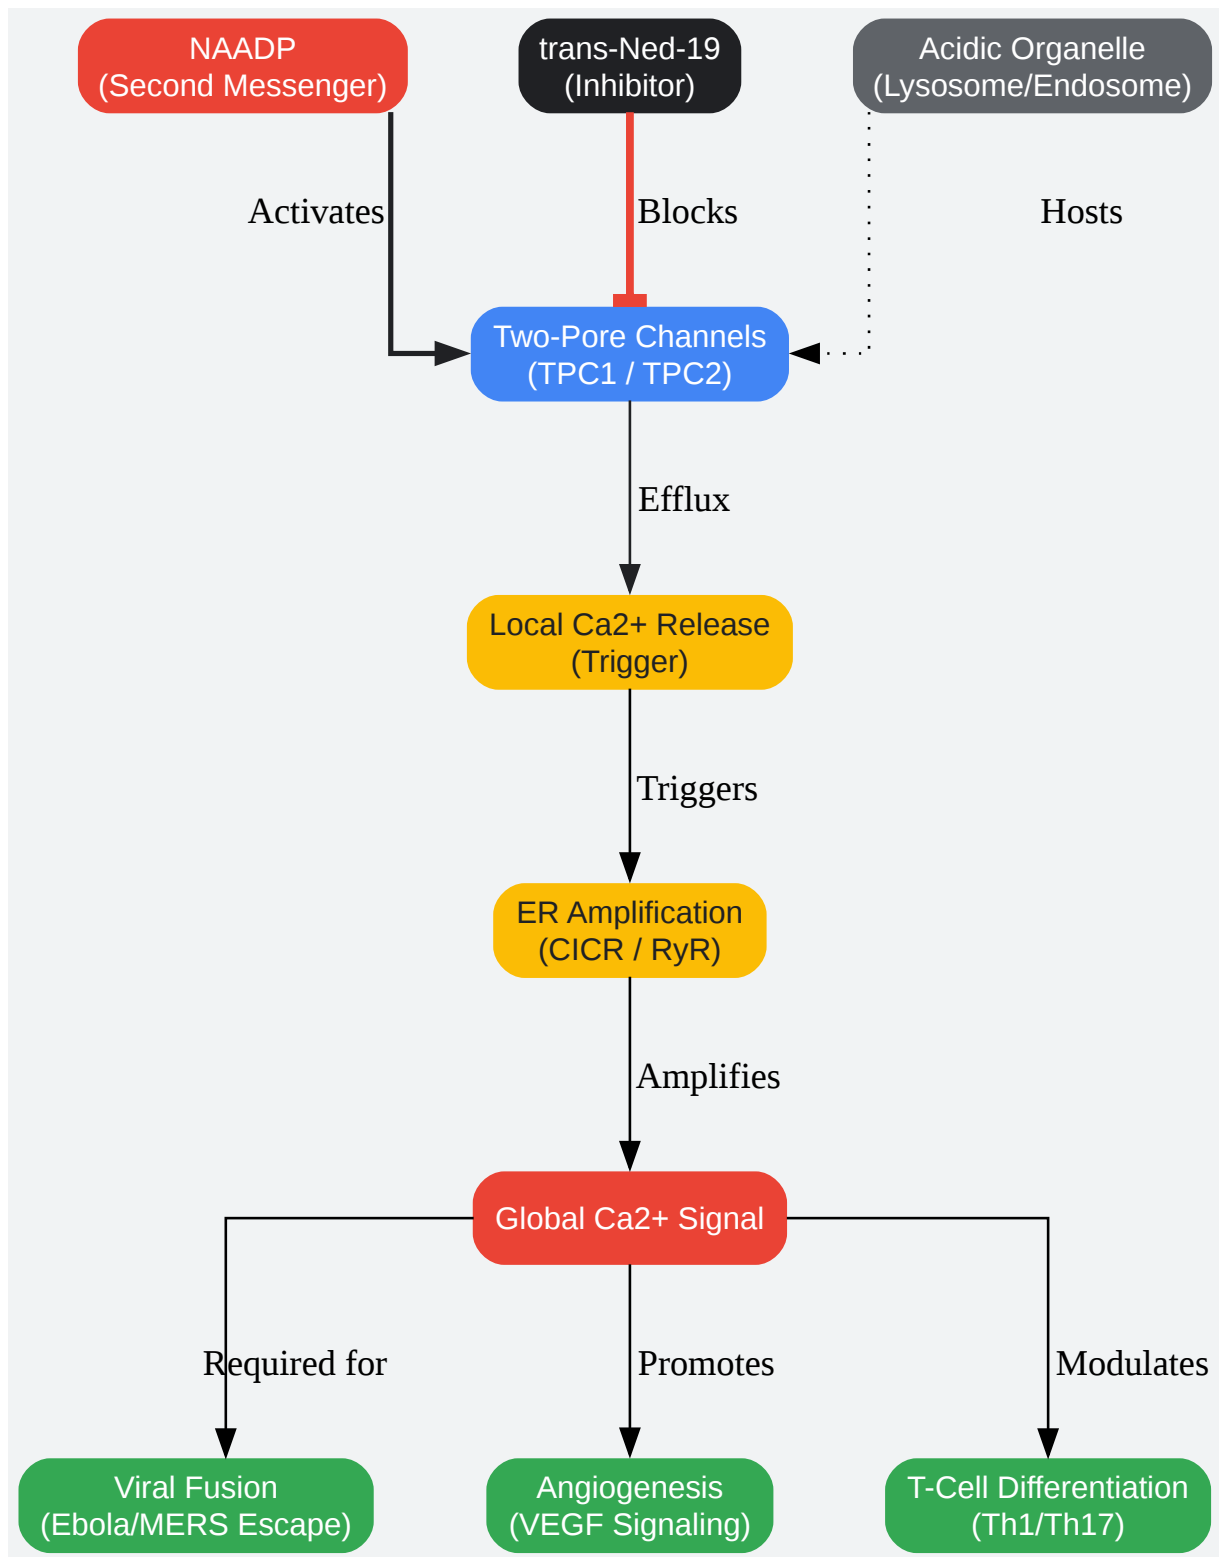 NAADP
(Second Messenger)
trans-Ned-19
(Inhibitor)
Acidic Organelle
(Lysosome/Endosome)
Activates
Blocks
Hosts
Two-Pore Channels
(TPC1 / TPC2)
Efflux
Local Ca2+ Release
(Trigger)
Triggers
ER Amplification
(CICR / RyR)
Amplifies
Global Ca2+ Signal
Required for
Promotes
Modulates
Viral Fusion
(Ebola/MERS Escape)
Angiogenesis
(VEGF Signaling)
T-Cell Differentiation
(Th1/Th17)